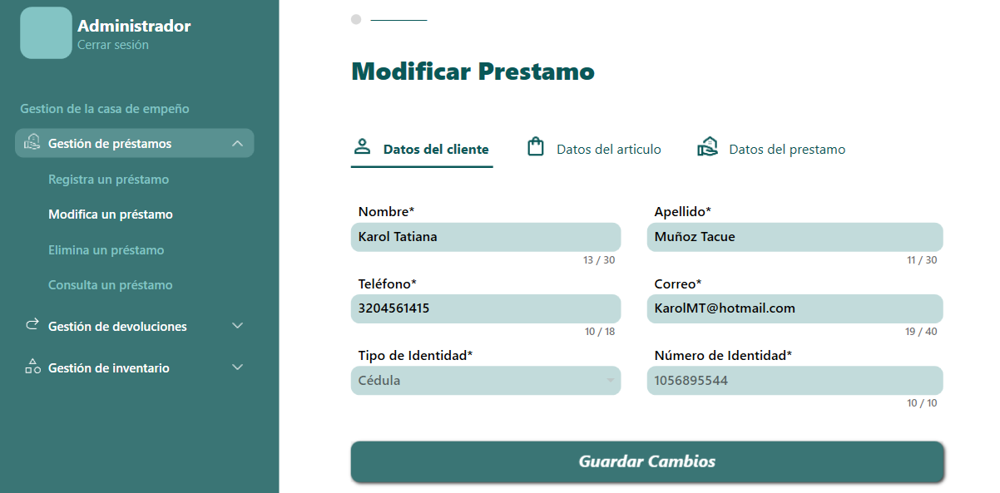 Administrador
Cerrar sesión
Gestion de la casa de empeño
Gestión de préstamos
Registra un préstamo
Modifica un préstamo
Elimina un préstamo
Consulta un préstamo
Gestión de devoluciones
Gestión de inventario
Modificar Prestamo
Datos del cliente Datos del articulo Datos del prestamo
Nombre* Apellido*
Karol Tatiana Muñoz Tacue
13 / 30 11 / 30
Teléfono* Correo*
3204561415 KarolMT@hotmail.com
10 / 18 19 / 40
Tipo de Identidad* Número de Identidad*
Cédula 1056895544
10 / 10
Guardar Cambios